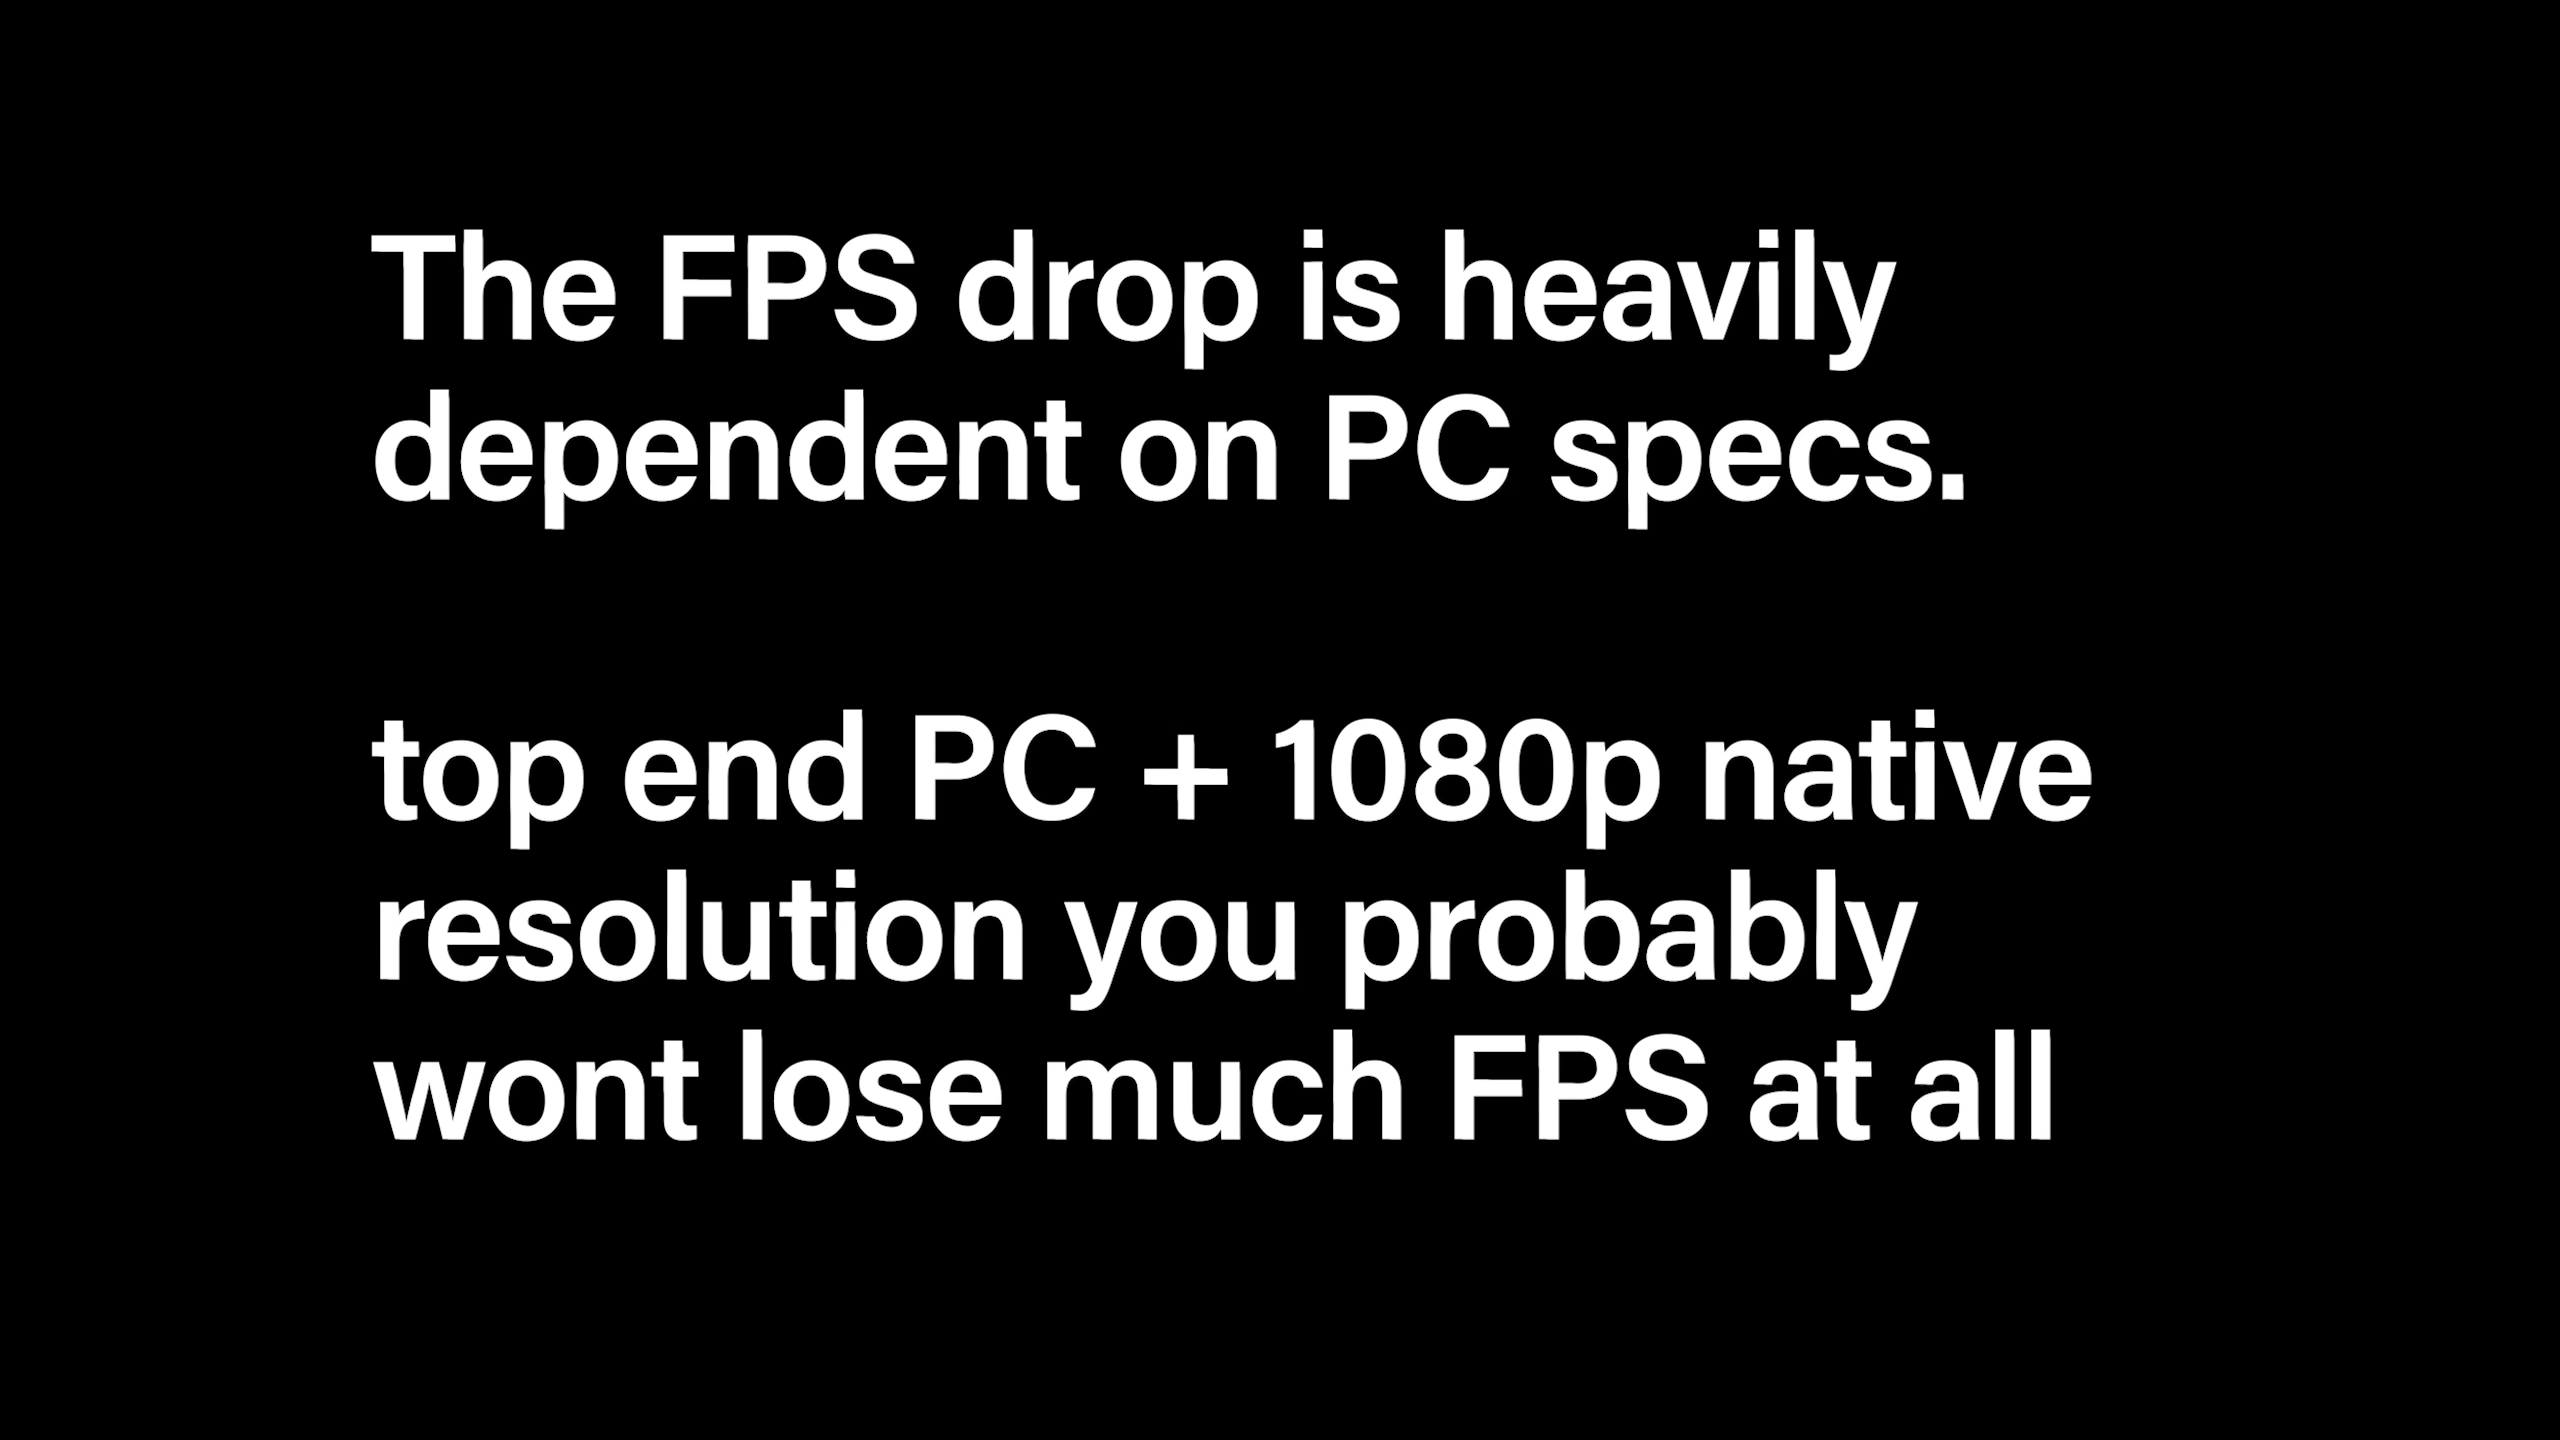 The FPS drop is heavily
dependent on PC specs.
top end PC + 1080p native
resolution you probably
wont lose much FPS at all